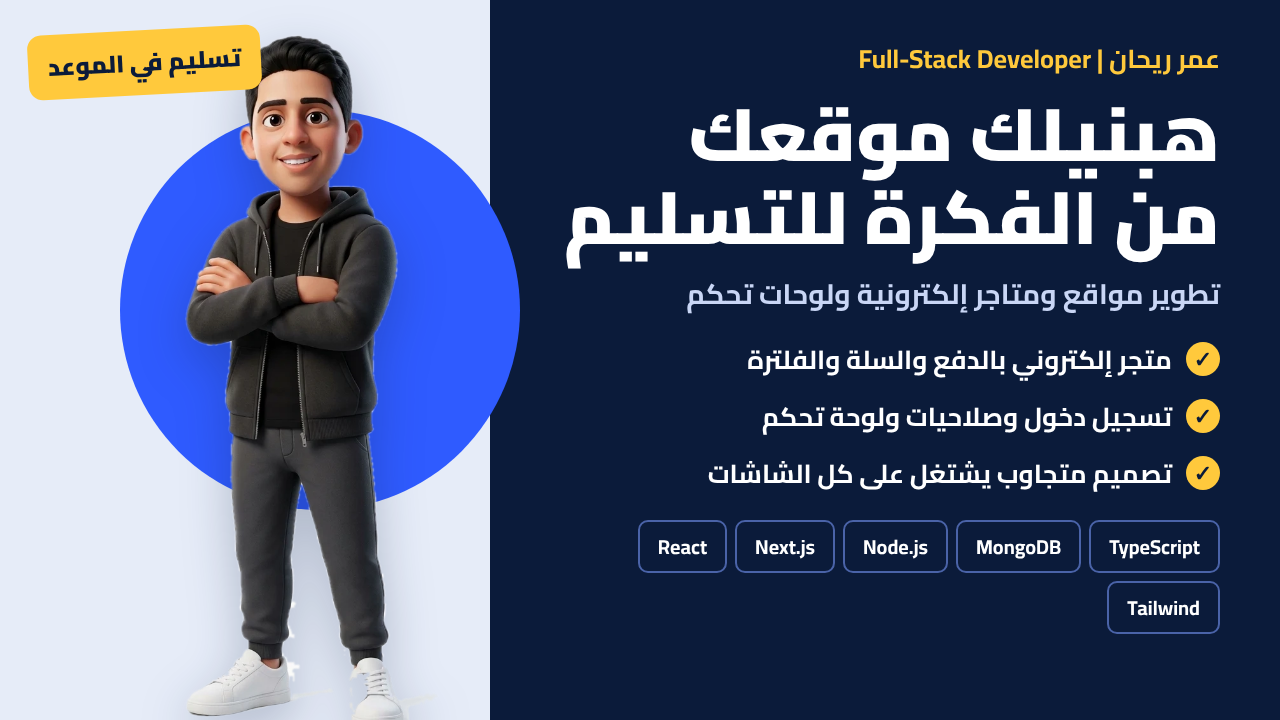 تسليم في الموعد
عمر ريحان | Full-Stack Developer
هبنيلك موقعك
من الفكرة للتسليم
تطوير مواقع ومتاجر إلكترونية ولوحات تحكم
✓ متجر إلكتروني بالدفع والسلة والفلترة
✓ تسجيل دخول وصلاحيات ولوحة تحكم
✓ تصميم متجاوب يشتغل على كل الشاشات
TypeScript MongoDB Node.js Next.js React
Tailwind